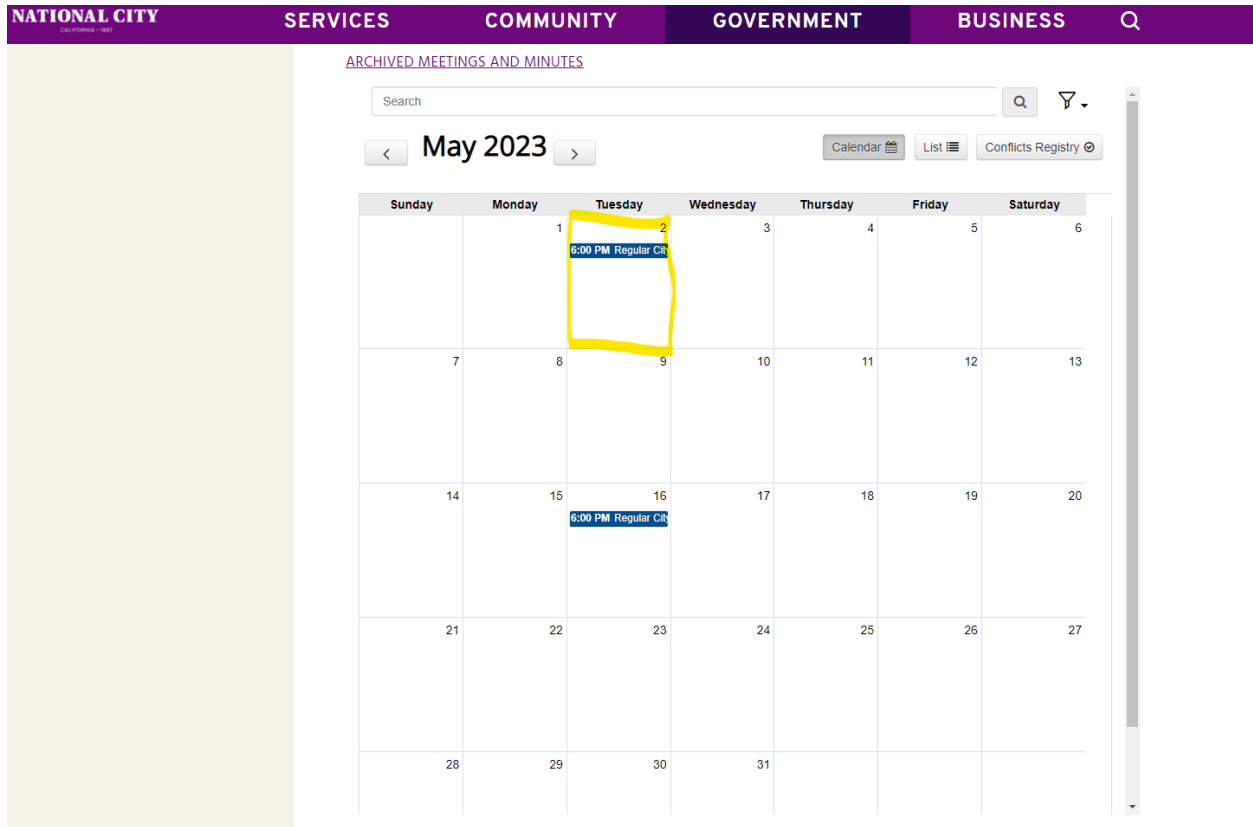 NATIONAL CITY
CALIFORNIA - 1887
SERVICES COMMUNITY GOVERNMENT BUSINESS
ARCHIVED MEETINGS AND MINUTES
Search
May 2023
Calendar List Conflicts Registry
Sunday Monday Tuesday Wednesday Thursday Friday Saturday
1 2 3 4 5 6
6:00 PM Regular City
7 8 9 10 11 12 13
14 15 16 17 18 19 20
6:00 PM Regular City
21 22 23 24 25 26 27
28 29 30 31